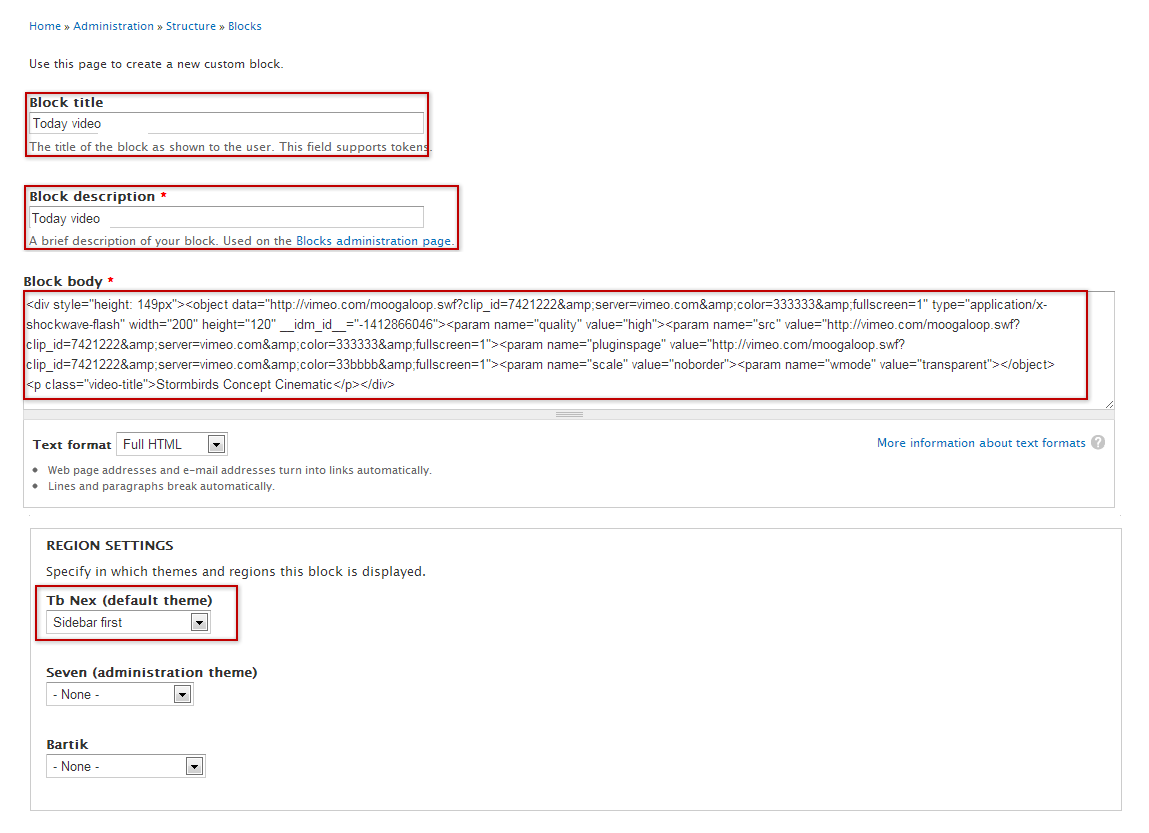 Home » Administration » Structure » Blocks
Use this page to create a new custom block.
Block title
Today video
The title of the block as shown to the user. This field supports tokens.
Block description *
Today video
A brief description of your block. Used on the Blocks administration page.
Block body *
<div style="height: 149px"><object data="http://vimeo.com/moogaloop.swf?clip_id=7421222&amp;server=vimeo.com&amp;color=333333&amp;fullscreen=1" type="application/x-
shockwave-flash" width="200" height="120" __idm_id__="-1412866046"><param name="quality" value="high"><param name="src" value="http://vimeo.com/moogaloop.swf?
clip_id=7421222&amp;server=vimeo.com&amp;color=333333&amp;fullscreen=1"><param name="pluginspage" value="http://vimeo.com/moogaloop.swf?
clip_id=7421222&amp;server=vimeo.com&amp;color=33bbbb&amp;fullscreen=1"><param name="scale" value="noborder"><param name="wmode" value="transparent"></object>
<p class="video-title">Stormbirds Concept Cinematic</p></div>
Text format Full HTML More information about text formats ?
• Web page addresses and e-mail addresses turn into links automatically.
• Lines and paragraphs break automatically.
REGION SETTINGS
Specify in which themes and regions this block is displayed.
Tb Nex (default theme)
Sidebar first
Seven (administration theme)
- None -
Bartik
- None -